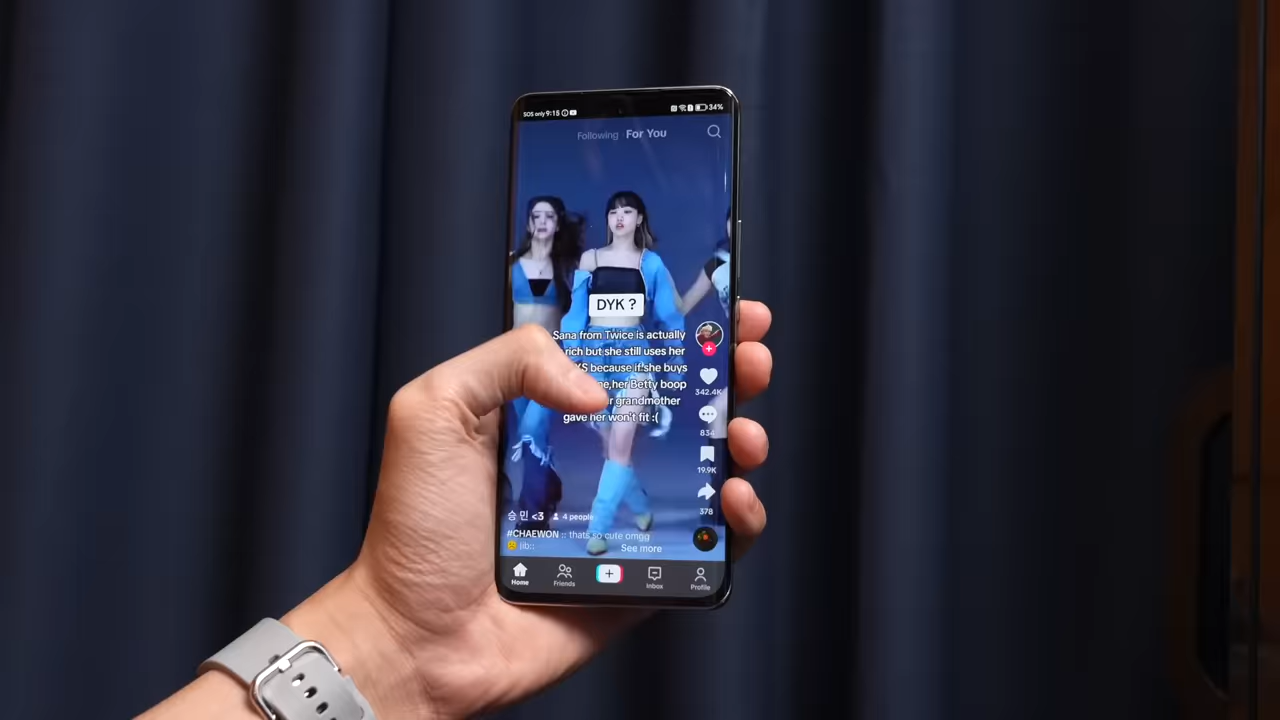 SOS only 9:15
34%
Following For You
DYK ?
Sana from Twice is actually
rich but she still uses her
because if she buys
her Betty boop
grandmother
gave her won't fit :(
342.4K
834
19.9K
378
승 민 <3 4 people
#CHAEWON :: thats so cute omgg
See more
Home Friends Inbox Profile